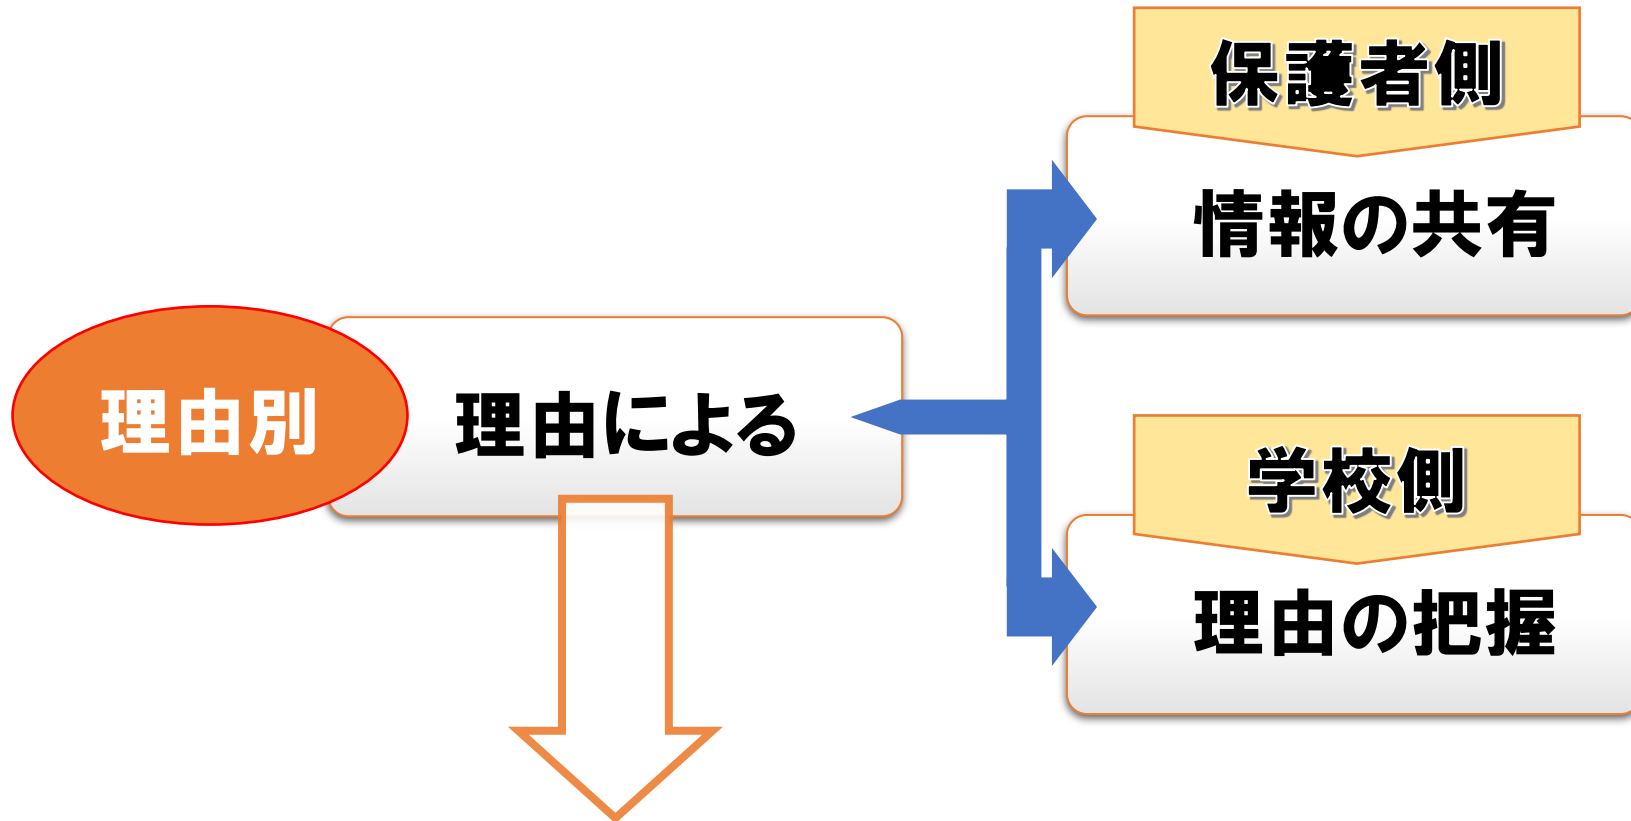 保護者側
情報の共有
理由別
理由による
学校側
理由の把握